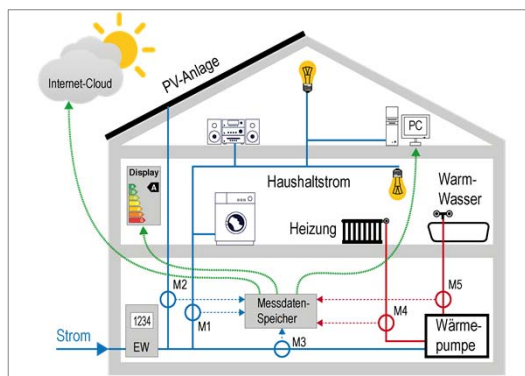 Internet-Cloud
PV-Anlage
PC
Display
A
Haushaltstrom
Warm-
Wasser
Heizung
M2
M1
Messdaten-
Speicher
M5
M4
1234
Strom
EW
M3
Wärme-
pumpe